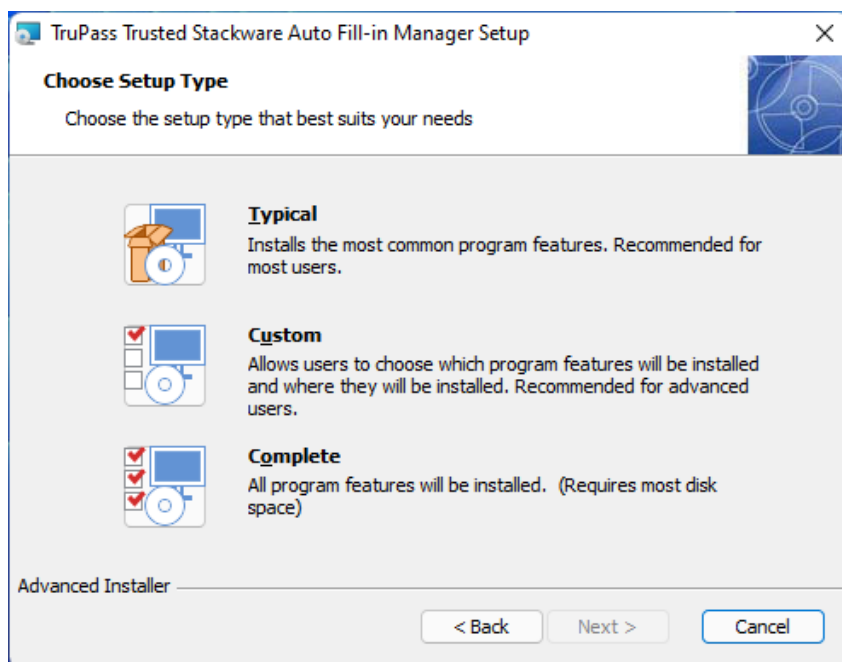 TruPass Trusted Stackware Auto Fill-in Manager Setup
Choose Setup Type
Choose the setup type that best suits your needs
Typical
Installs the most common program features. Recommended for
most users.
Custom
Allows users to choose which program features will be installed
and where they will be installed. Recommended for advanced
users.
Complete
All program features will be installed.  (Requires most disk
space)
Advanced Installer
< Back
Next >
Cancel